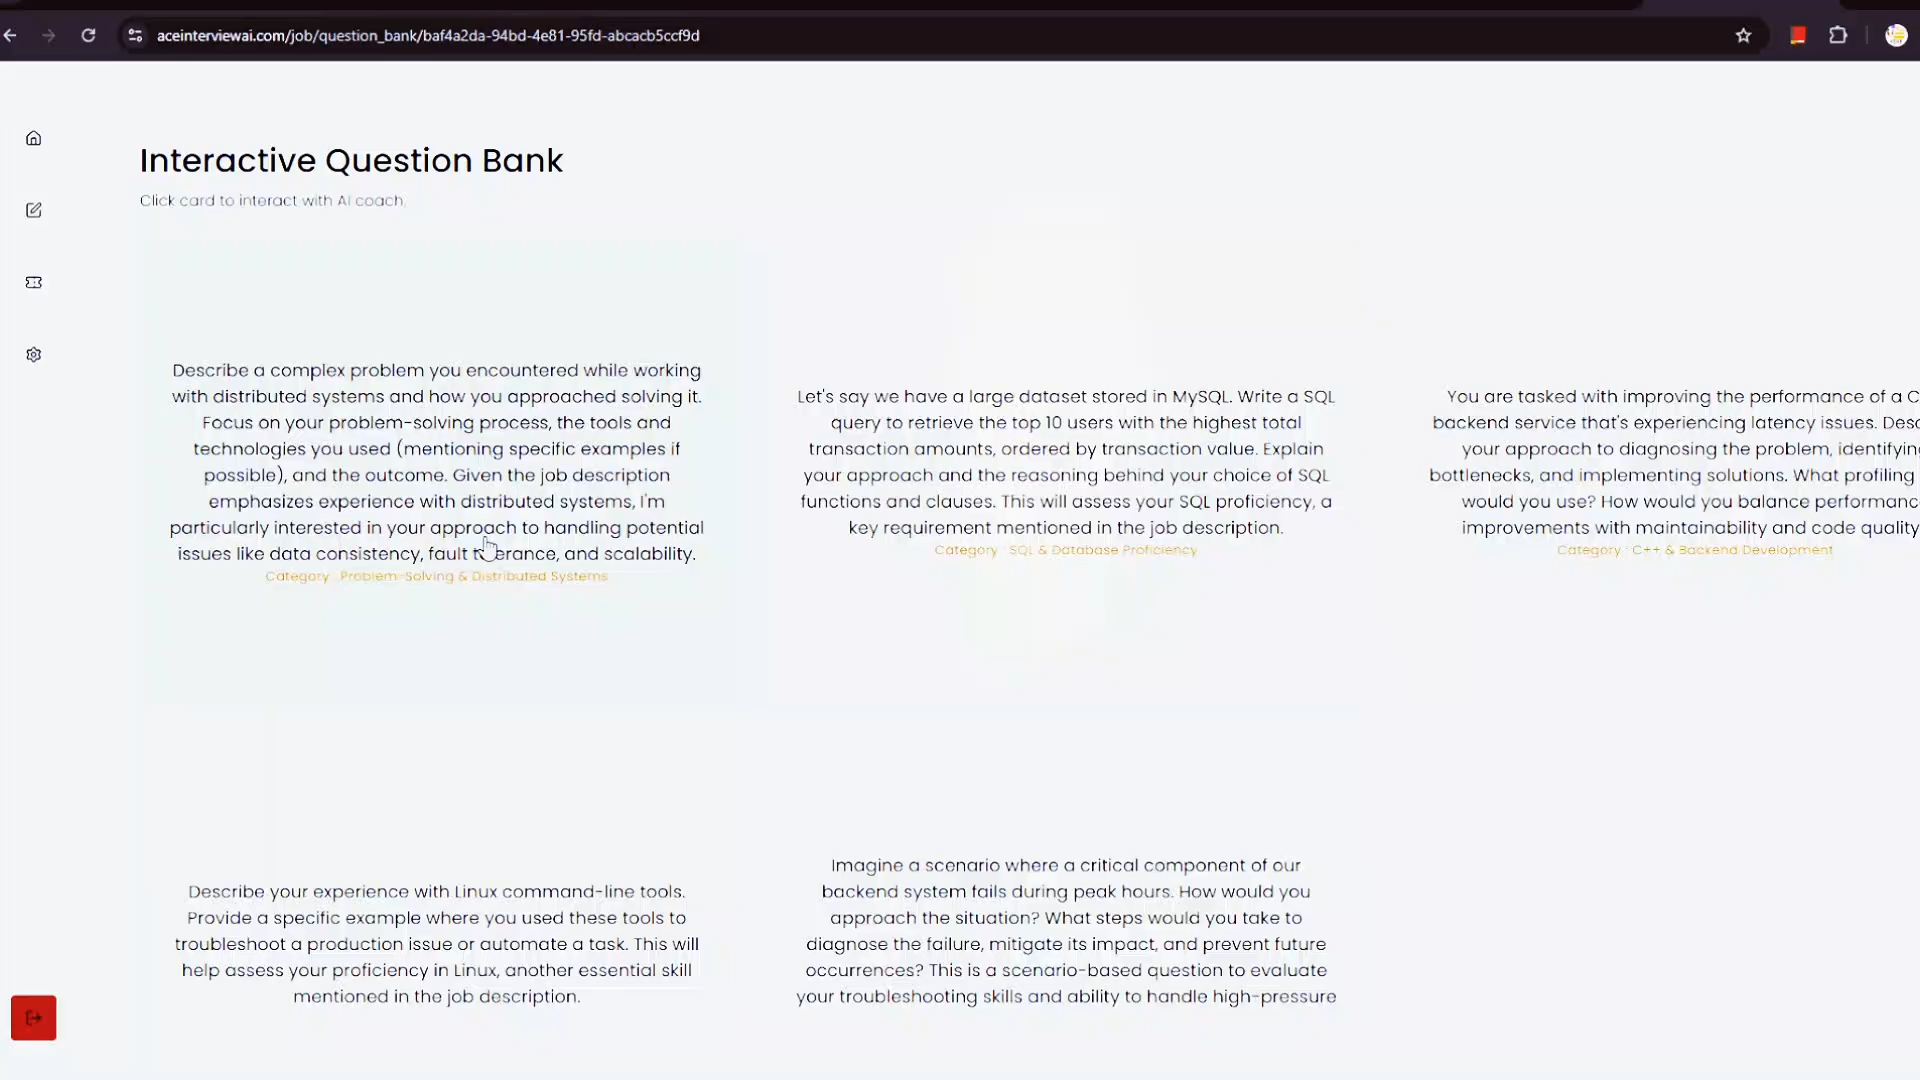 aceinterviewai.com/job/question_bank/baf4a2da-94bd-4e81-95fd-abcacb5ccf9d
Interactive Question Bank
Click card to interact with AI coach.
Describe a complex problem you encountered while working
with distributed systems and how you approached solving it.
Focus on your problem-solving process, the tools and
technologies you used (mentioning specific examples if
possible), and the outcome. Given the job description
emphasizes experience with distributed systems, I'm
particularly interested in your approach to handling potential
issues like data consistency, fault tolerance, and scalability.
Category : Problem-Solving & Distributed Systems
Let's say we have a large dataset stored in MySQL. Write a SQL
query to retrieve the top 10 users with the highest total
transaction amounts, ordered by transaction value. Explain
your approach and the reasoning behind your choice of SQL
functions and clauses. This will assess your SQL proficiency, a
key requirement mentioned in the job description.
Category : SQL & Database Proficiency
You are tasked with improving the performance of a C
backend service that's experiencing latency issues. Desc
your approach to diagnosing the problem, identifying
bottlenecks, and implementing solutions. What profiling
would you use? How would you balance performance
improvements with maintainability and code quality
Category : C++ & Backend Development
Describe your experience with Linux command-line tools.
Provide a specific example where you used these tools to
troubleshoot a production issue or automate a task. This will
help assess your proficiency in Linux, another essential skill
mentioned in the job description.
Imagine a scenario where a critical component of our
backend system fails during peak hours. How would you
approach the situation? What steps would you take to
diagnose the failure, mitigate its impact, and prevent future
occurrences? This is a scenario-based question to evaluate
your troubleshooting skills and ability to handle high-pressure